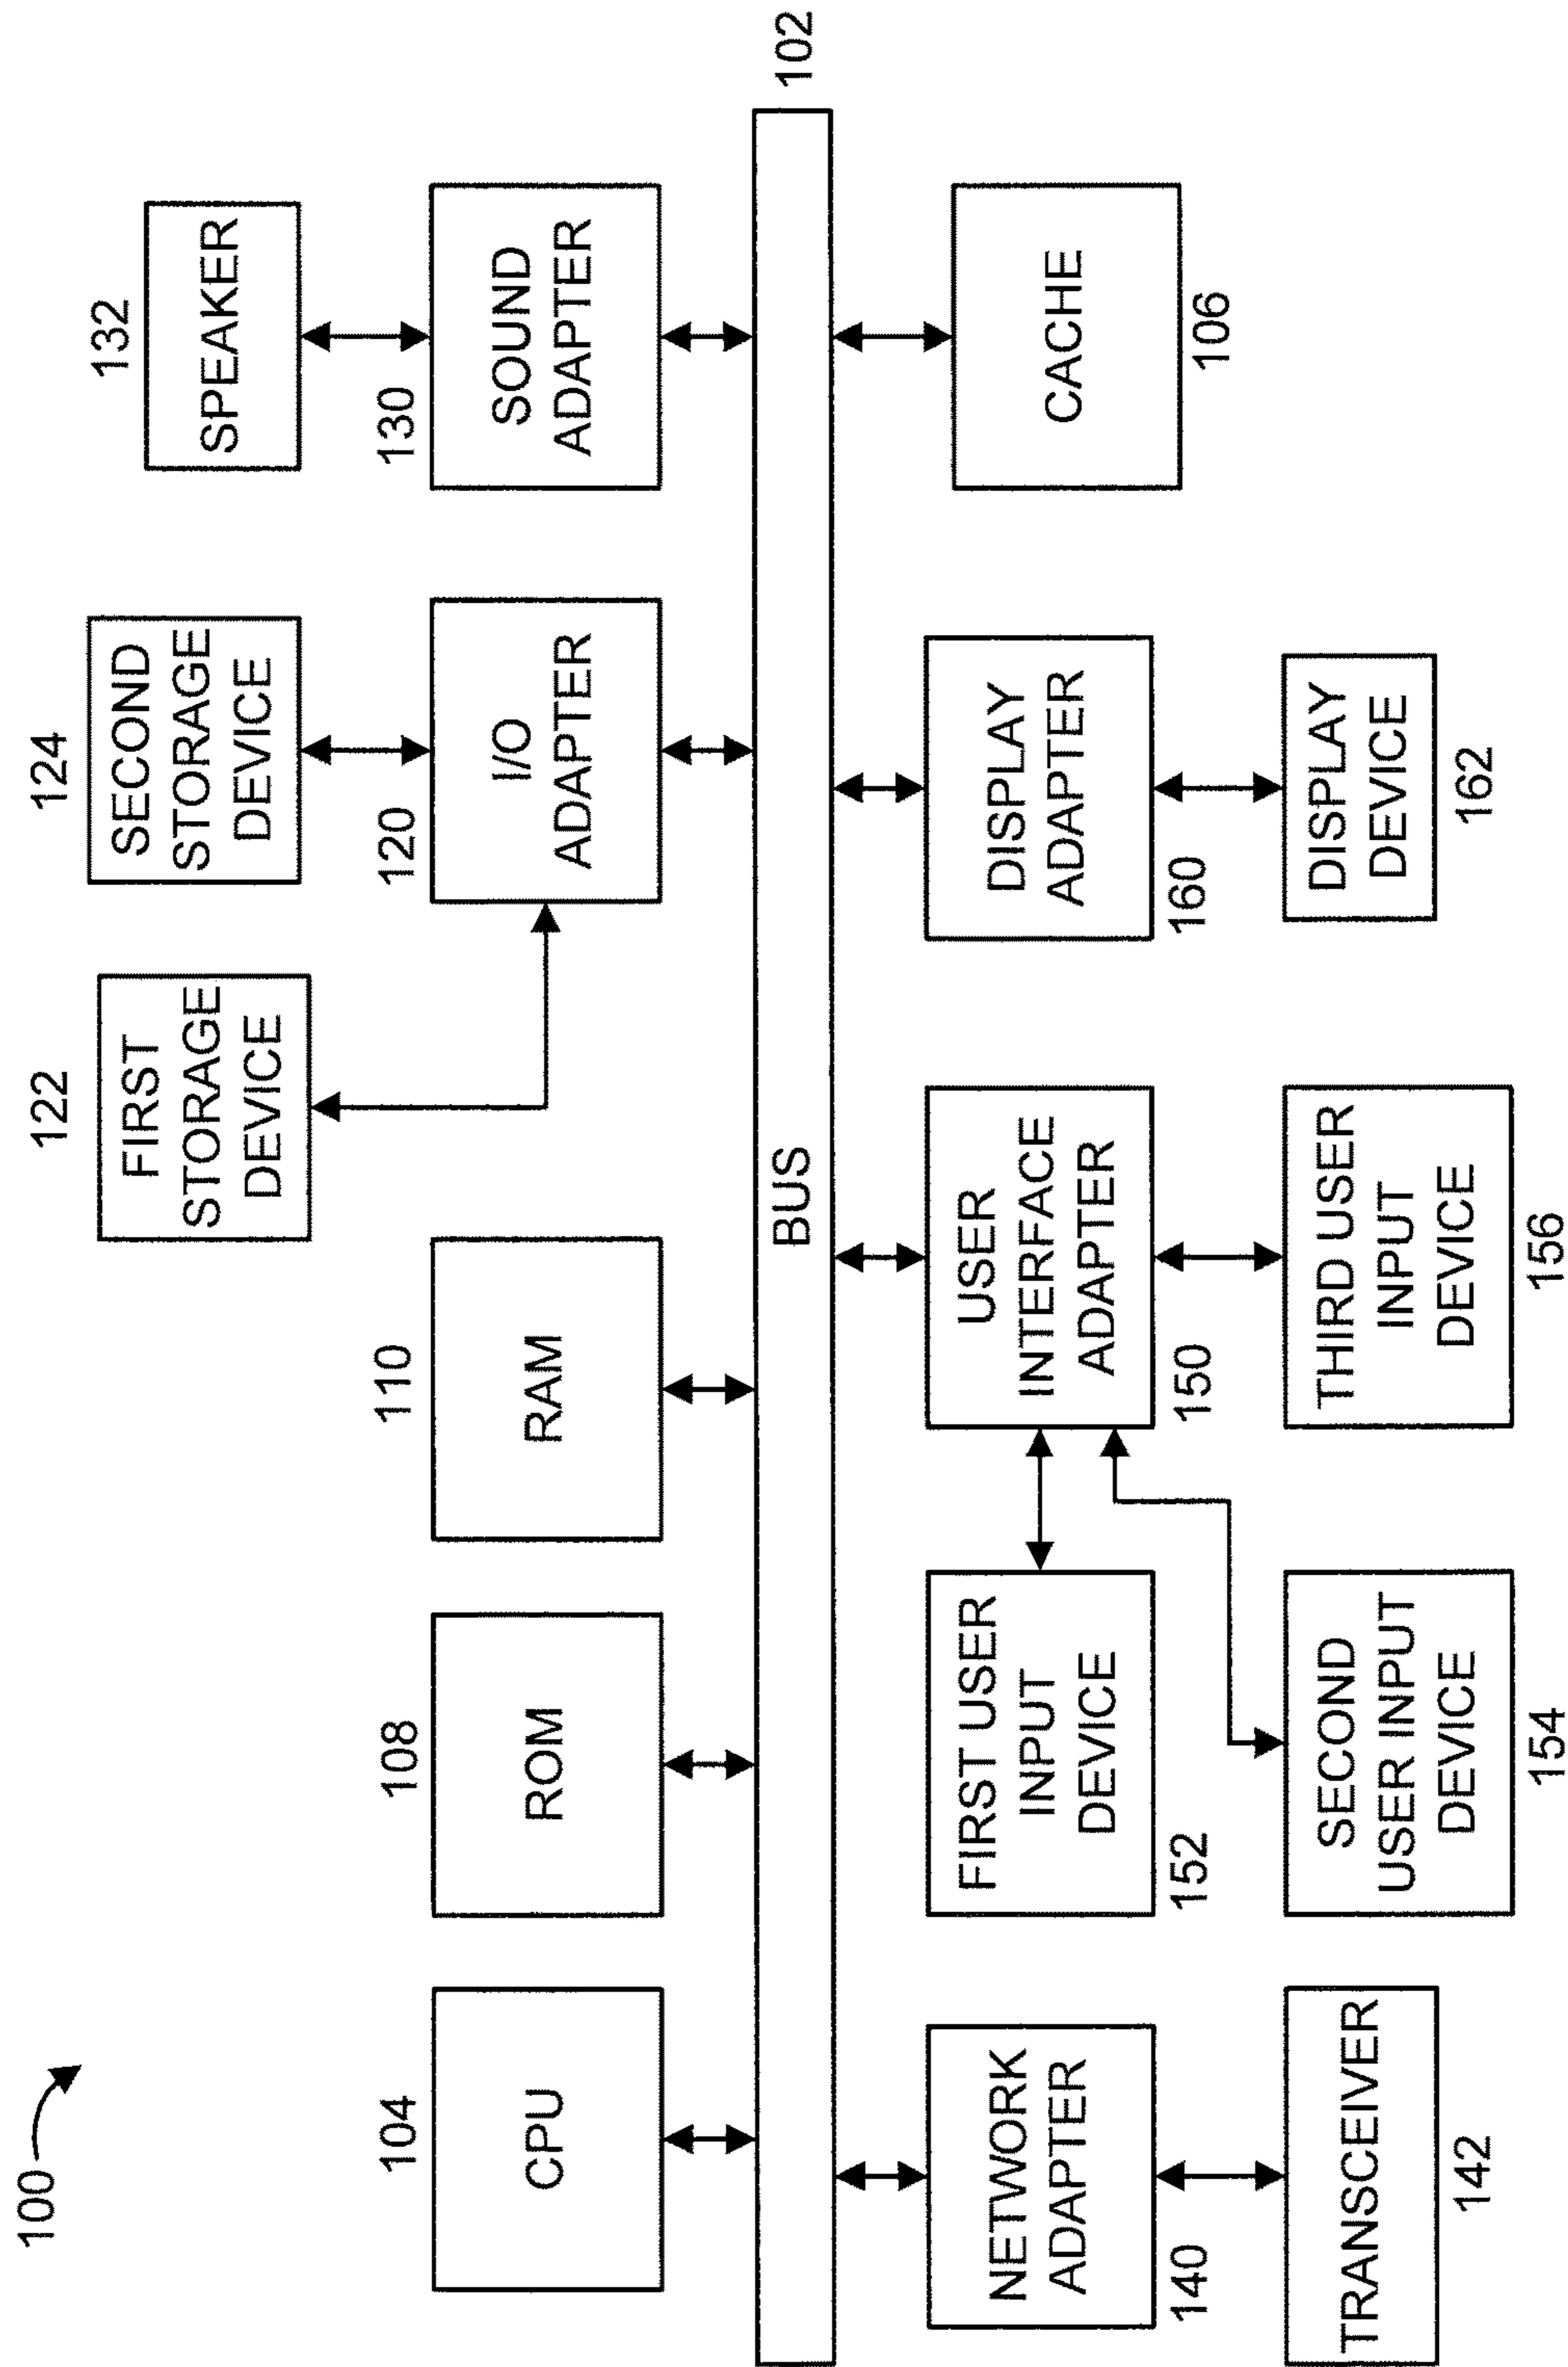 100
132
SPEAKER
124
SECOND
STORAGE
DEVICE
122
FIRST
STORAGE
DEVICE
104
CPU
108
ROM
110
RAM
120
I/O
ADAPTER
130
SOUND
ADAPTER
BUS
102
NETWORK
ADAPTER
140
FIRST USER
INPUT
DEVICE
152
USER
INTERFACE
ADAPTER
150
DISPLAY
ADAPTER
160
CACHE
106
TRANSCEIVER
142
SECOND
USER INPUT
DEVICE
154
THIRD USER
INPUT
DEVICE
156
DISPLAY
DEVICE
162